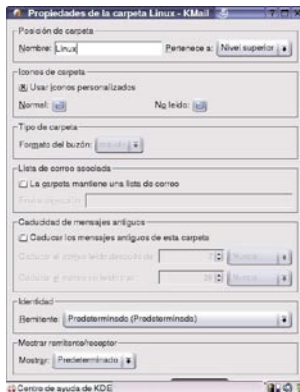 Propiedades de la carpeta Linux - KMail
Posición de carpeta
Nombre: Linux Pertenece a: Nivel superior
Iconos de carpeta
Usar iconos personalizados
Normal: No leído:
Tipo de carpeta
Formato del buzón:
Lista de correo asociada
La carpeta mantiene una lista de correo
Caducidad de mensajes antiguos
Caducar los mensajes antiguos de esta carpeta
Identidad
Remitente: Predeterminado (Predeterminado)
Mostrar remitente/receptor
Mostrar: Predeterminado
Centro de ayuda de KDE